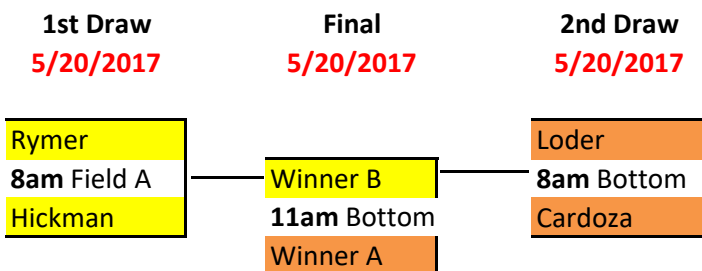 1st Draw Final 2nd Draw
5/20/2017 5/20/2017 5/20/2017
Rymer Loder
8am Field A Winner B 8am Bottom
Hickman 11am Bottom Cardoza
Winner A